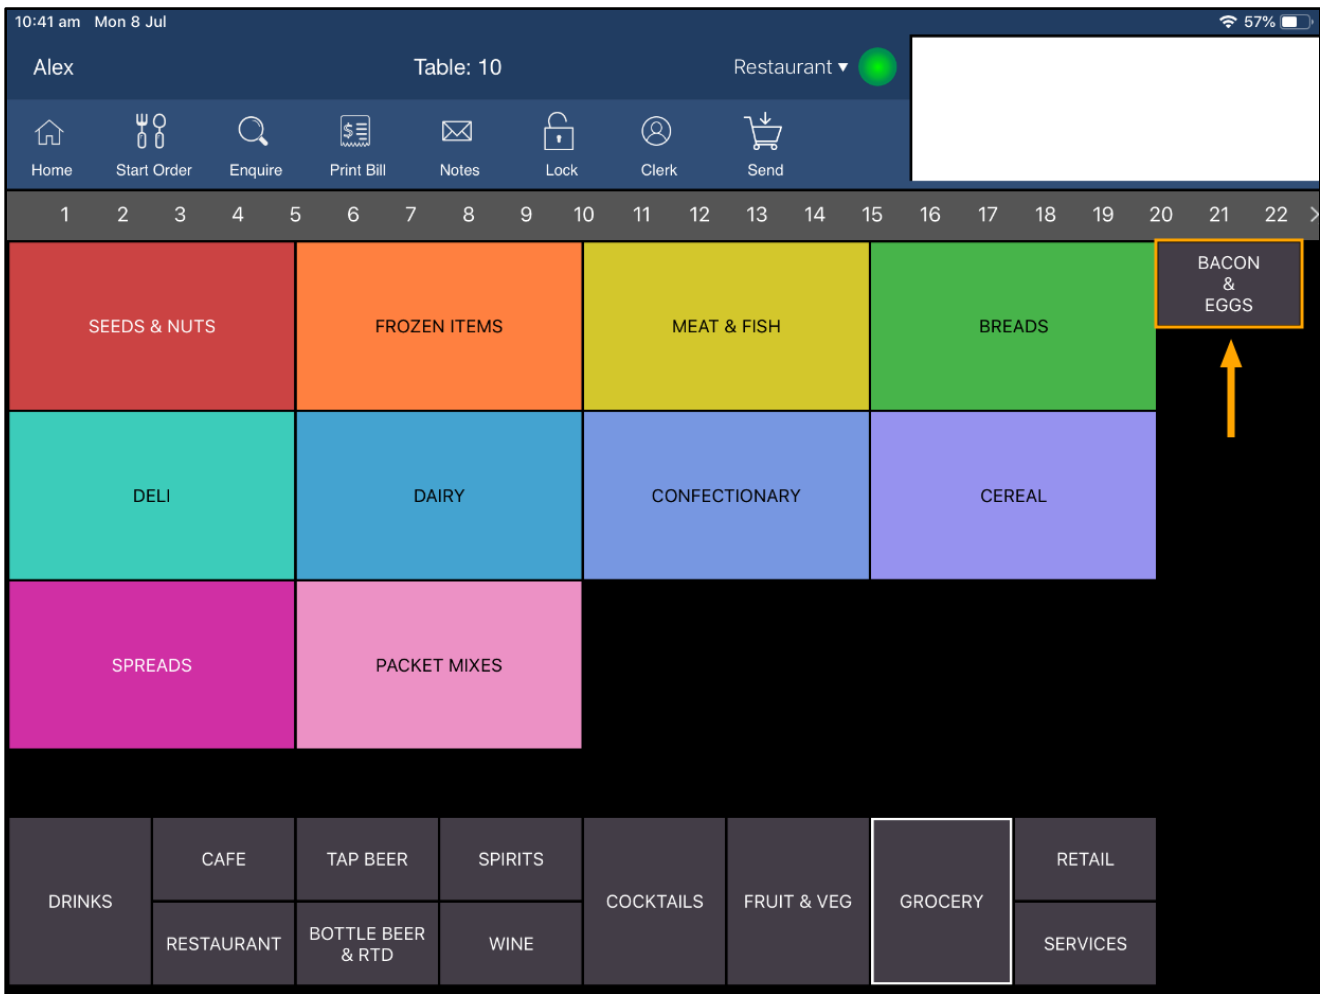 10:41 am Mon 8 Jul 57%
Alex Table: 10 Restaurant
Home Start Order Enquire Print Bill Notes Lock Clerk Send
1 2 3 4 5 6 7 8 9 10 11 12 13 14 15 16 17 18 19 20 21 22
SEEDS & NUTS
FROZEN ITEMS
MEAT & FISH
BREADS
BACON
&
EGGS
DELI
DAIRY
CONFECTIONARY
CEREAL
SPREADS
PACKET MIXES
DRINKS
CAFE
RESTAURANT
TAP BEER
BOTTLE BEER
& RTD
SPIRITS
WINE
COCKTAILS
FRUIT & VEG
GROCERY
RETAIL
SERVICES